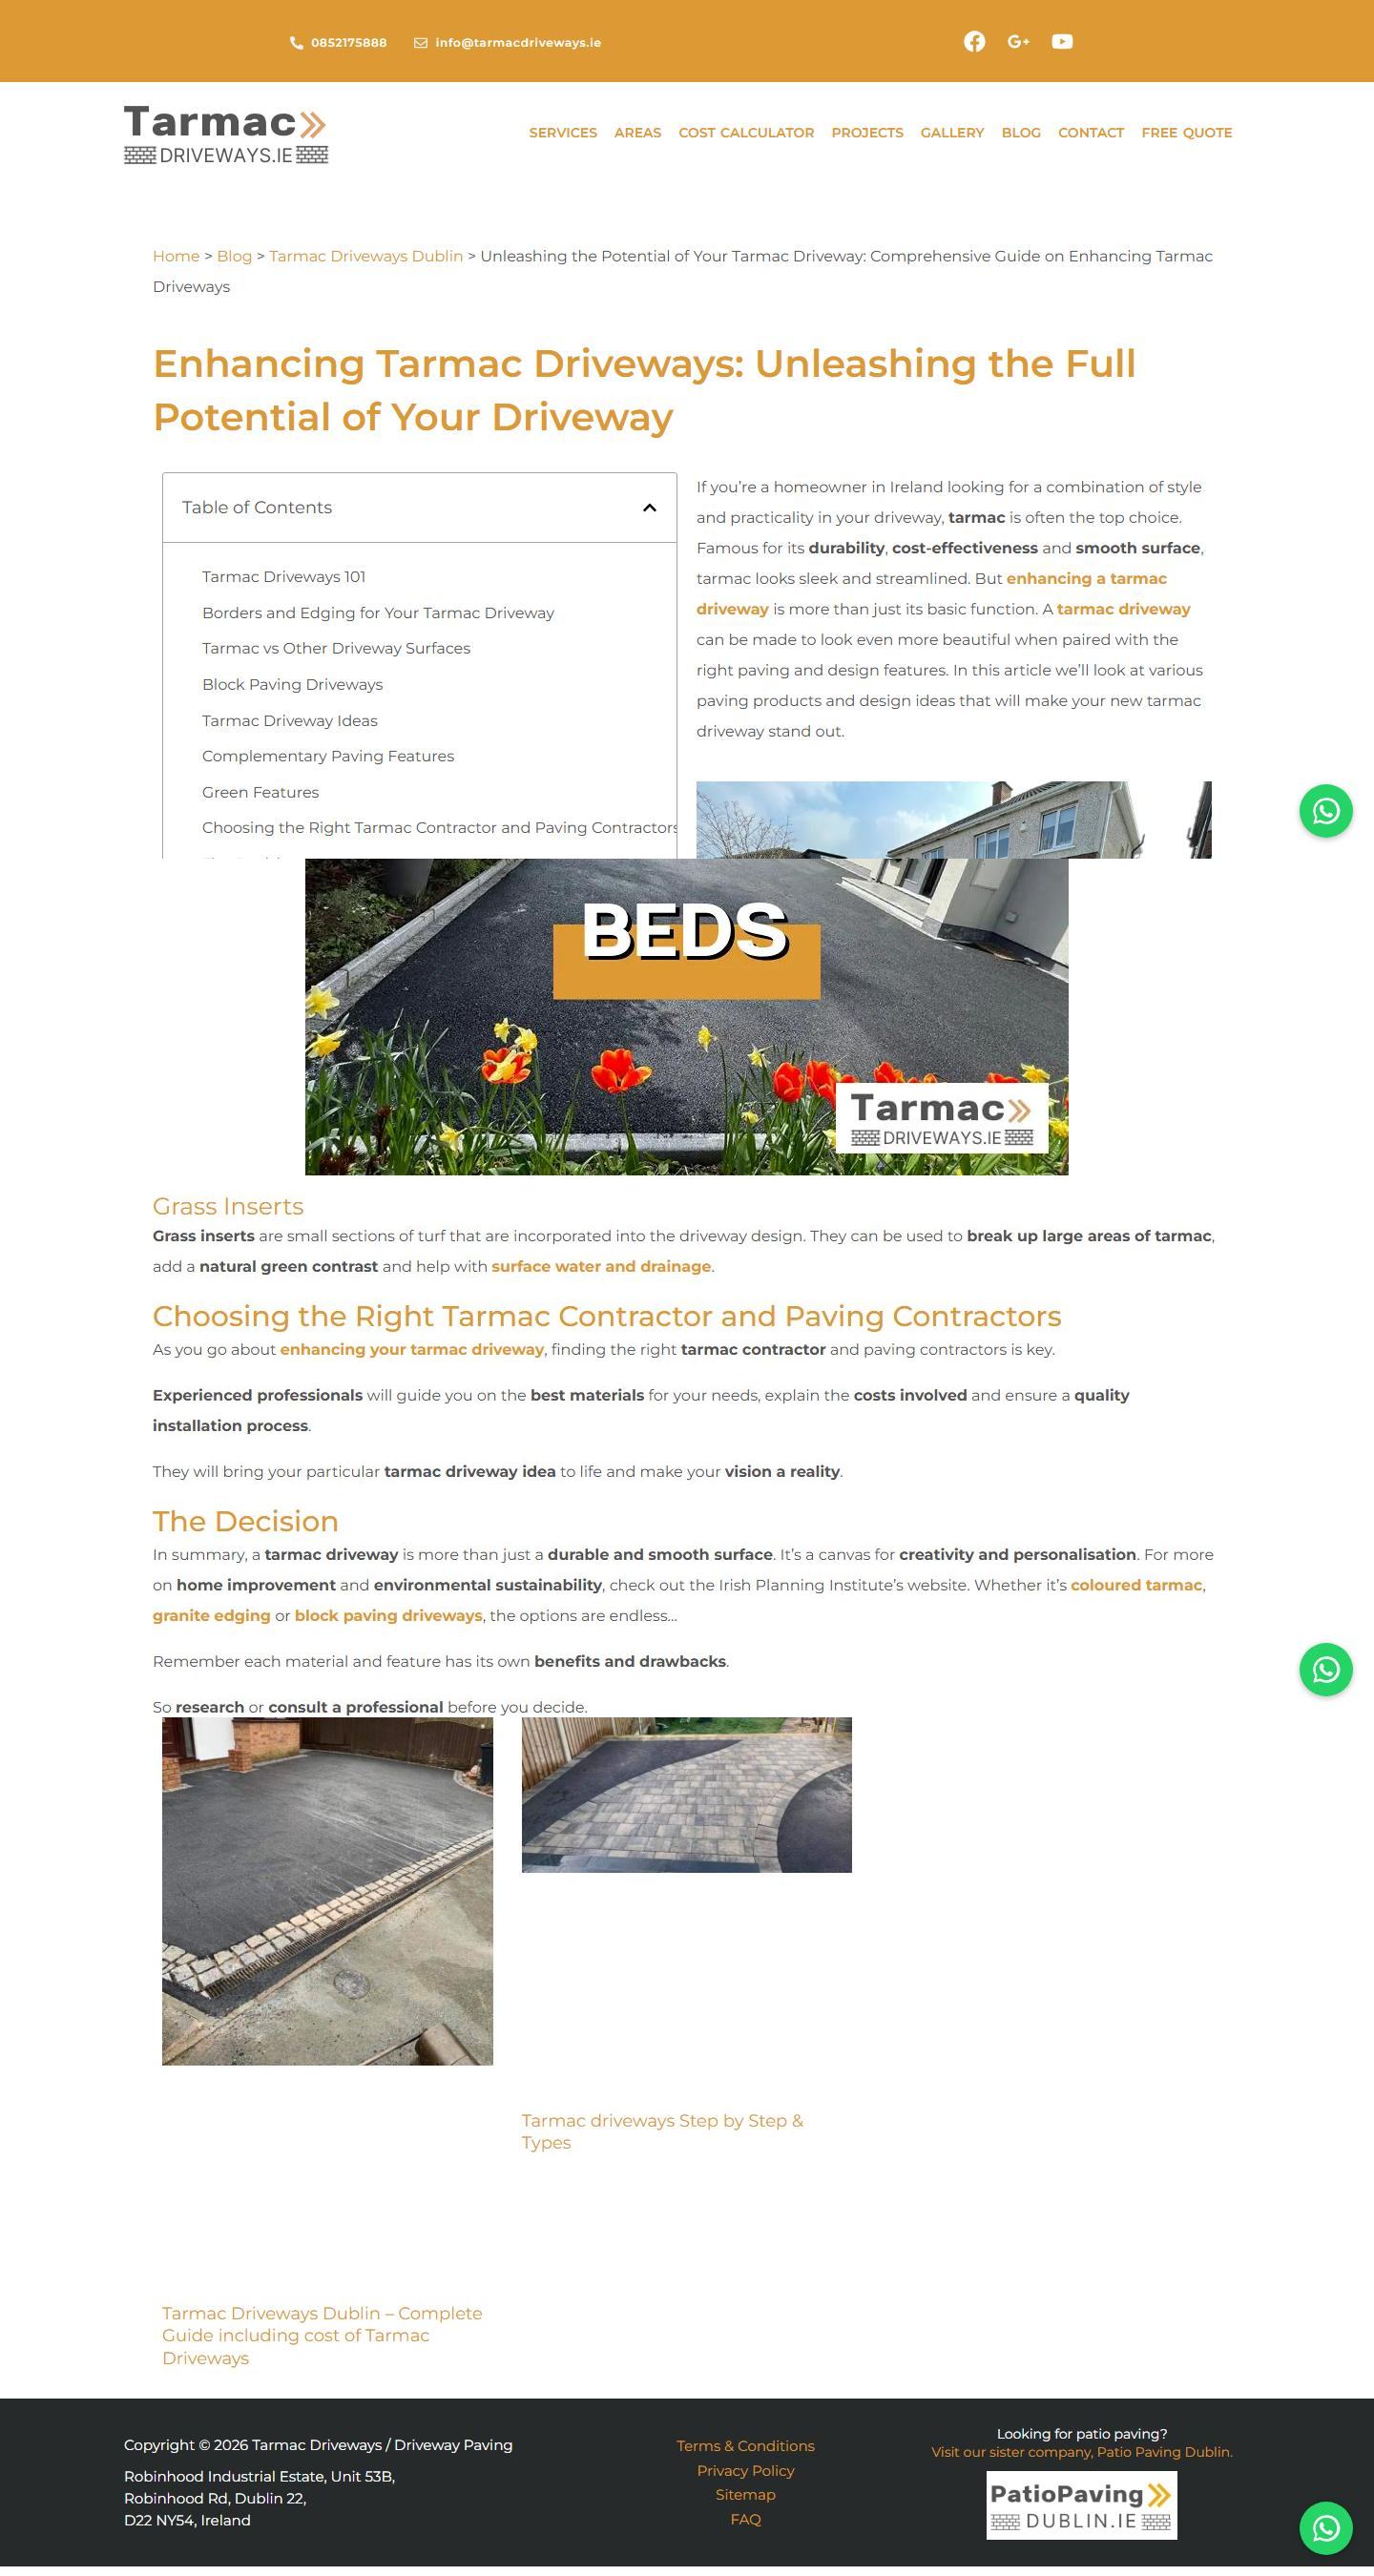 0852175888
info@tarmacdriveways.ie
Tarmac
DRIVEWAYS.IE
SERVICES AREAS COST CALCULATOR PROJECTS GALLERY BLOG CONTACT FREE QUOTE
Home > Blog > Tarmac Driveways Dublin > Unleashing the Potential of Your Tarmac Driveway: Comprehensive Guide on Enhancing Tarmac
Driveways
Enhancing Tarmac Driveways: Unleashing the Full
Potential of Your Driveway
Table of Contents
Tarmac Driveways 101
Borders and Edging for Your Tarmac Driveway
Tarmac vs Other Driveway Surfaces
Block Paving Driveways
Tarmac Driveway Ideas
Complementary Paving Features
Green Features
Choosing the Right Tarmac Contractor and Paving Contractors
If you’re a homeowner in Ireland looking for a combination of style
and practicality in your driveway, tarmac is often the top choice.
Famous for its durability, cost-effectiveness and smooth surface,
tarmac looks sleek and streamlined. But enhancing a tarmac
driveway is more than just its basic function. A tarmac driveway
can be made to look even more beautiful when paired with the
right paving and design features. In this article we’ll look at various
paving products and design ideas that will make your new tarmac
driveway stand out.
BEDS
Tarmac
DRIVEWAYS.IE
Grass Inserts
Grass inserts are small sections of turf that are incorporated into the driveway design. They can be used to break up large areas of tarmac,
add a natural green contrast and help with surface water and drainage.
Choosing the Right Tarmac Contractor and Paving Contractors
As you go about enhancing your tarmac driveway, finding the right tarmac contractor and paving contractors is key.
Experienced professionals will guide you on the best materials for your needs, explain the costs involved and ensure a quality
installation process.
They will bring your particular tarmac driveway idea to life and make your vision a reality.
The Decision
In summary, a tarmac driveway is more than just a durable and smooth surface. It’s a canvas for creativity and personalisation. For more
on home improvement and environmental sustainability, check out the Irish Planning Institute’s website. Whether it’s coloured tarmac,
granite edging or block paving driveways, the options are endless…
Remember each material and feature has its own benefits and drawbacks.
So research or consult a professional before you decide.
Tarmac driveways Step by Step &
Types
Tarmac Driveways Dublin – Complete
Guide including cost of Tarmac
Driveways
Copyright © 2026 Tarmac Driveways / Driveway Paving
Robinhood Industrial Estate, Unit 53B,
Robinhood Rd, Dublin 22,
D22 NY54, Ireland
Terms & Conditions
Privacy Policy
Sitemap
FAQ
Looking for patio paving?
Visit our sister company, Patio Paving Dublin.
PatioPaving
DUBLIN.IE